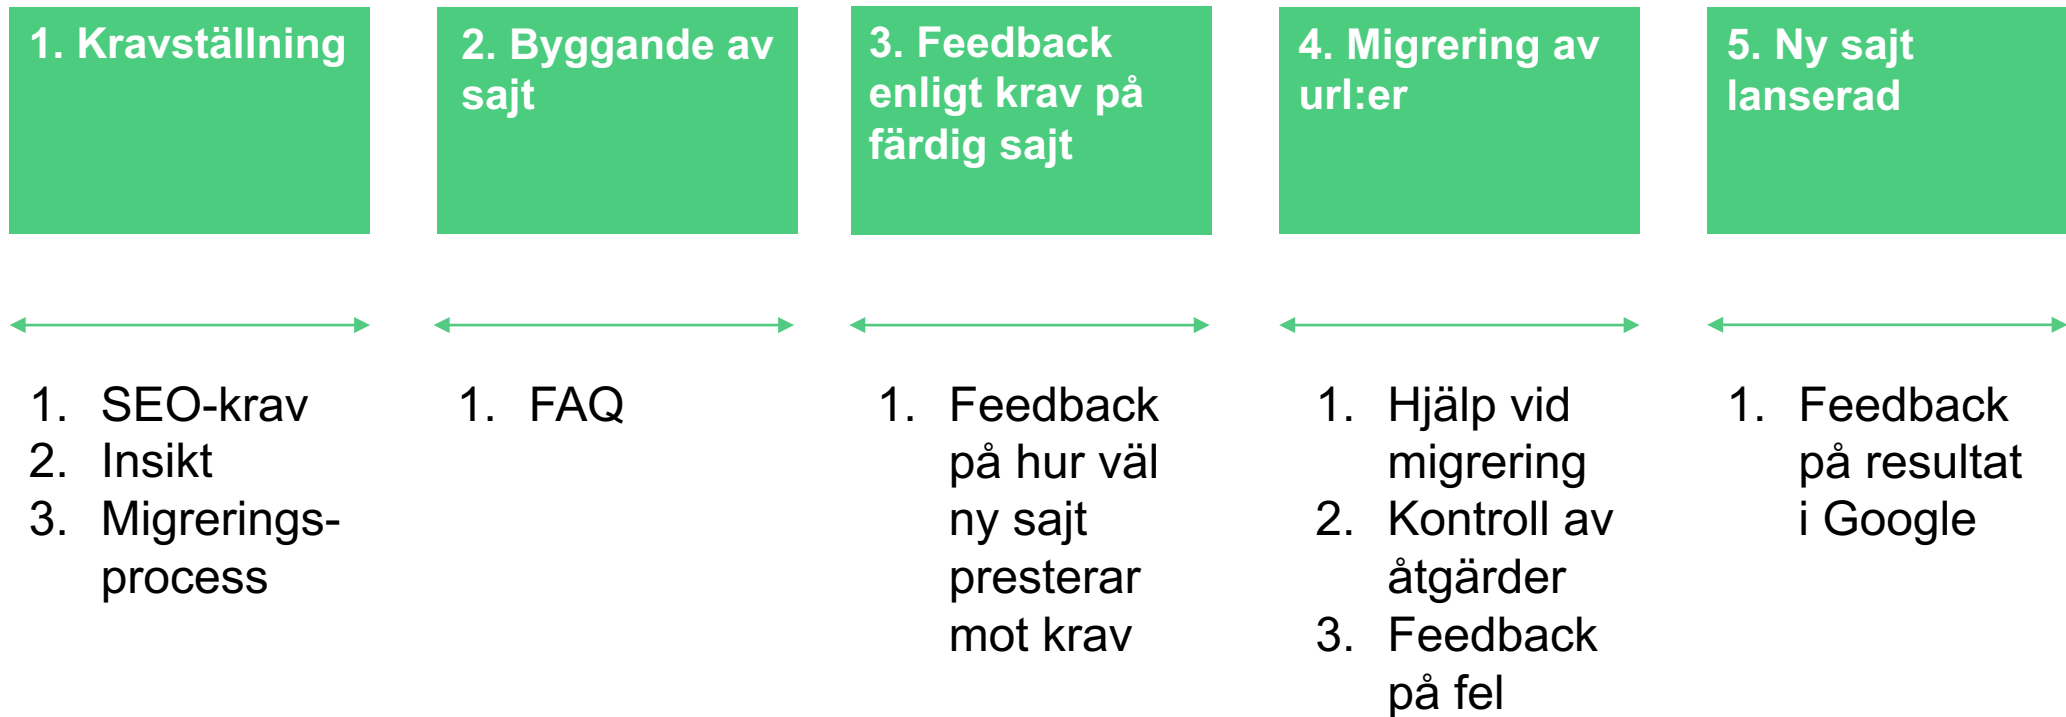 1. Kravställning
2. Byggande av
sajt
3. Feedback
enligt krav på
färdig sajt
4. Migrering av
url:er
5. Ny sajt
lanserad
1. SEO-krav
2. Insikt
3. Migrerings-
process
1. FAQ
1. Feedback
på hur väl
ny sajt
presterar
mot krav
1. Hjälp vid
migrering
2. Kontroll av
åtgärder
3. Feedback
på fel
1. Feedback
på resultat
i Google